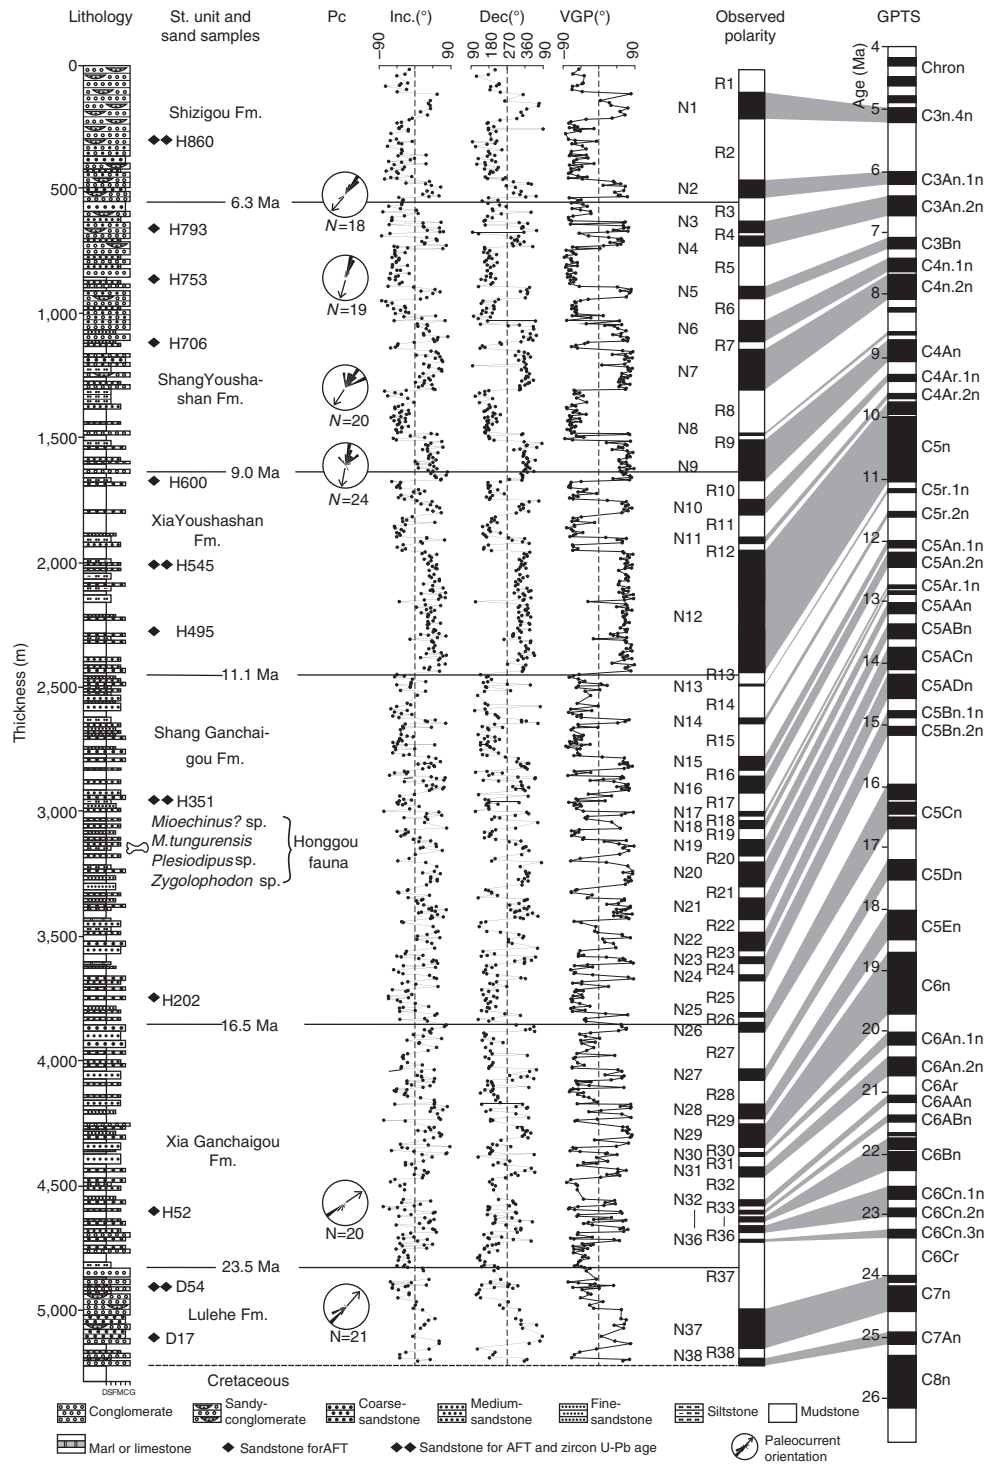 Lithology
St. unit and
sand samples
Pc
Inc.(°)
Dec(°)
VGP(°)
Observed
polarity
GPTS
−90
90
90
180
270
360
90
−90
90
Thickness (m)
0
500
1,000
1,500
2,000
2,500
3,000
3,500
4,000
4,500
5,000
DSFMCG
Shizigou Fm.
H860
6.3 Ma
H793
H753
H706
ShangYousha-
shan Fm.
9.0 Ma
H600
XiaYoushashan
Fm.
H545
H495
11.1 Ma
Shang Ganchai-
gou Fm.
H351
Mioechinus? sp.
M.tungurensis
Plesiodipus sp.
Zygolophodon sp.
Honggou
fauna
H202
16.5 Ma
Xia Ganchaigou
Fm.
H52
23.5 Ma
D54
Lulehe Fm.
D17
Cretaceous
N=18
N=19
N=20
N=24
N=20
N=21
N1
N2
N3
N4
N5
N6
N7
N8
N9
N10
N11
N12
N13
N14
N15
N16
N17
N18
N19
N20
N21
N22
N23
N24
N25
N26
N27
N28
N29
N30
N31
N32
N36
N37
N38
R1
R2
R3
R4
R5
R6
R7
R8
R9
R10
R11
R12
R13
R14
R15
R16
R17
R18
R19
R20
R21
R22
R23
R24
R25
R26
R27
R28
R29
R30
R31
R32
R33
R36
R37
R38
Age (Ma)
4
5
6
7
8
9
10
11
12
13
14
15
16
17
18
19
20
21
22
23
24
25
26
Chron
C3n.4n
C3An.1n
C3An.2n
C3Bn
C4n.1n
C4n.2n
C4An
C4Ar.1n
C4Ar.2n
C5n
C5r.1n
C5r.2n
C5An.1n
C5An.2n
C5Ar.1n
C5AAn
C5ABn
C5ACn
C5ADn
C5Bn.1n
C5Bn.2n
C5Cn
C5Dn
C5En
C6n
C6An.1n
C6An.2n
C6Ar
C6AAn
C6ABn
C6Bn
C6Cn.1n
C6Cn.2n
C6Cn.3n
C6Cr
C7n
C7An
C8n
Conglomerate
Sandy-
conglomerate
Coarse-
sandstone
Medium-
sandstone
Fine-
sandstone
Siltstone
Mudstone
Marl or limestone
Sandstone forAFT
Sandstone for AFT and zircon U-Pb age
Paleocurrent
orientation